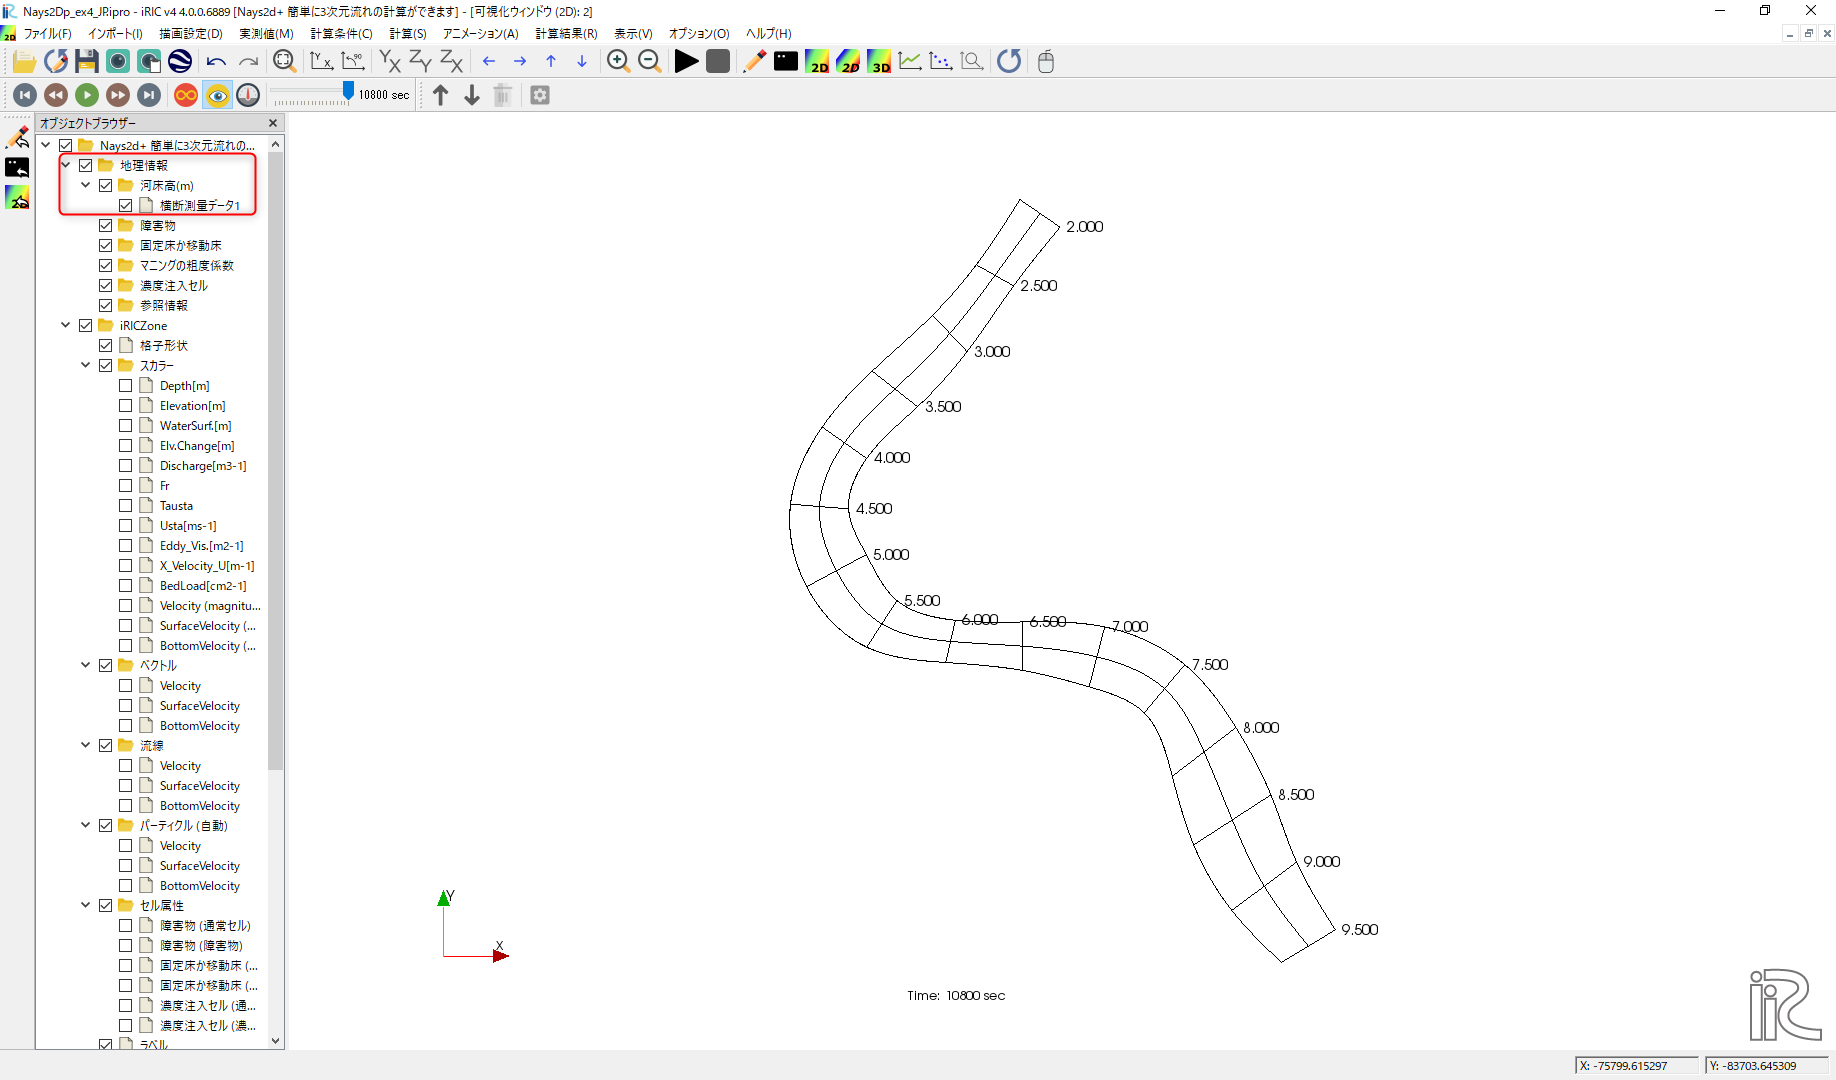 Nays2Dp_ex4_JP.ipro - iRIC v4 4.0.0.6889 [Nays2d+ 簡単に3次元流れの計算ができます] - [可視化ウィンドウ (2D): 2]
ファイル(F) インポート(I) 描画設定(D) 実測値(M) 計算条件(C) 計算(S) アニメーション(A) 計算結果(R) 表示(V) オプション(O) ヘルプ(H)
10800 sec
オブジェクトブラウザー
Nays2d+ 簡単に3次元流れの...
地理情報
河床高(m)
横断測量データ1
障害物
固定床か移動床
マニングの粗度係数
濃度注入セル
参照情報
iRICZone
格子形状
スカラー
Depth[m]
Elevation[m]
WaterSurf.[m]
Elv.Change[m]
Discharge[m3-1]
Fr
Tausta
Usta[ms-1]
Eddy_Vis.[m2-1]
X_Velocity_U[m-1]
BedLoad[cm2-1]
Velocity (magnitu...
SurfaceVelocity (...
BottomVelocity (...
ベクトル
Velocity
SurfaceVelocity
BottomVelocity
流線
Velocity
SurfaceVelocity
BottomVelocity
パーティクル (自動)
Velocity
SurfaceVelocity
BottomVelocity
セル属性
障害物 (通常セル)
障害物 (障害物)
固定床か移動床 (...
固定床か移動床 (...
濃度注入セル (通...
濃度注入セル (濃...
ラベル
2.000
2.500
3.000
3.500
4.000
4.500
5.000
5.500
6.000
6.500
7.000
7.500
8.000
8.500
9.000
9.500
Y
X
Time: 10800 sec
iRIC
X: -75799.615297
Y: -83703.645309